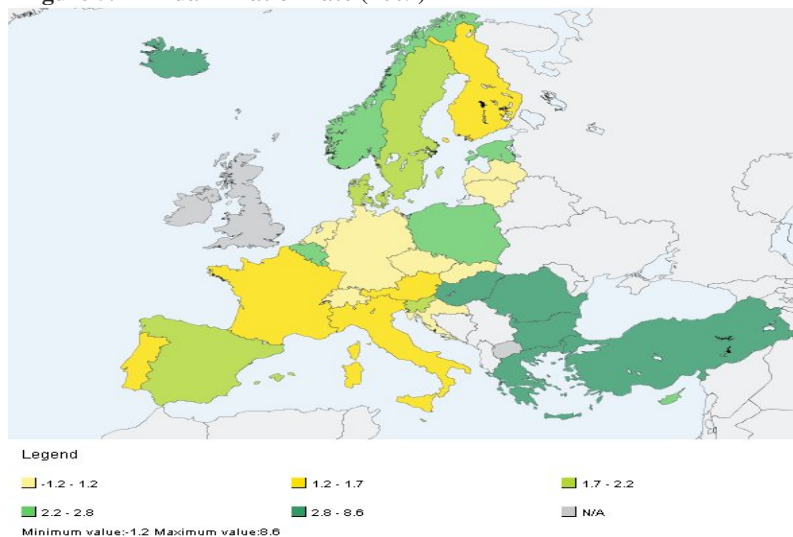 Legend
-1.2 - 1.2
1.2 - 1.7
1.7 - 2.2
2.2 - 2.8
2.8 - 8.6
N/A
Minimum value:-1.2 Maximum value:8.6